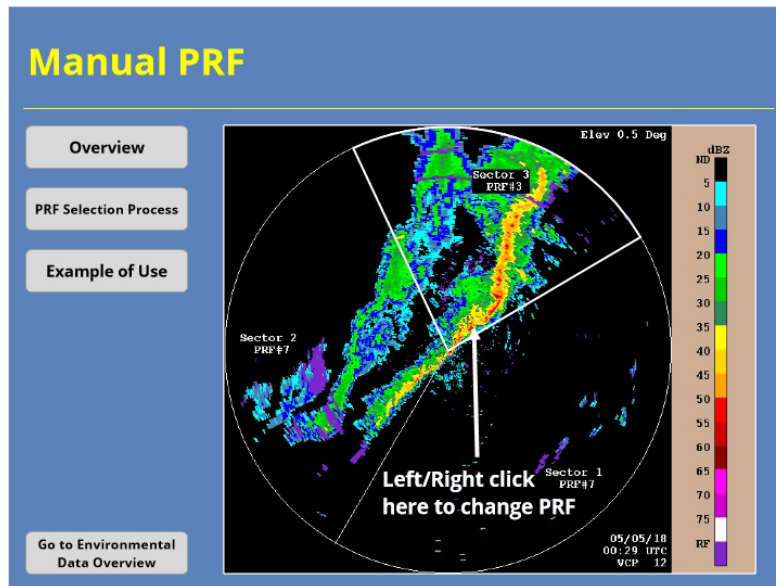 Manual PRF
Overview
PRF Selection Process
Example of Use
Go to Environmental
Data Overview
Elev 0.5 Deg
Sector 3
PRF#3
Sector 2
PRF#7
Sector 1
PRF#7
Left/Right click
here to change PRF
05/05/18
00:29 UTC
VCP 12
dBZ
ND
5
10
15
20
25
30
35
40
45
50
55
60
65
70
75
RF